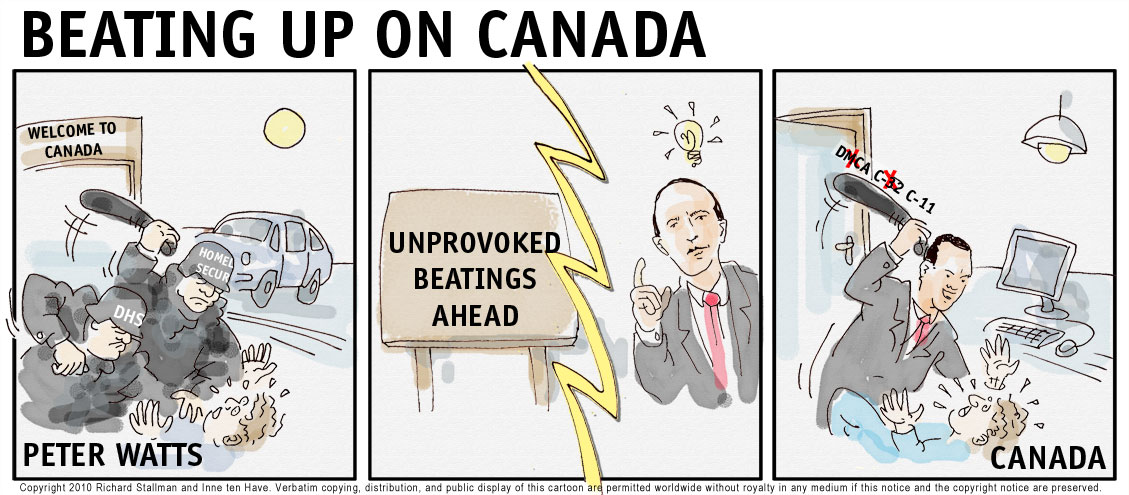 BEATING UP ON CANADA
WELCOME TO
CANADA
HOMEL
SECUR
DHS
PETER WATTS
UNPROVOKED
BEATINGS
AHEAD
DMCA C-32 C-11
CANADA
Copyright 2010 Richard Stallman and Inne ten Have. Verbatim copying, distribution, and public display of this cartoon are permitted worldwide without royalty in any medium if this notice and the copyright notice are preserved.